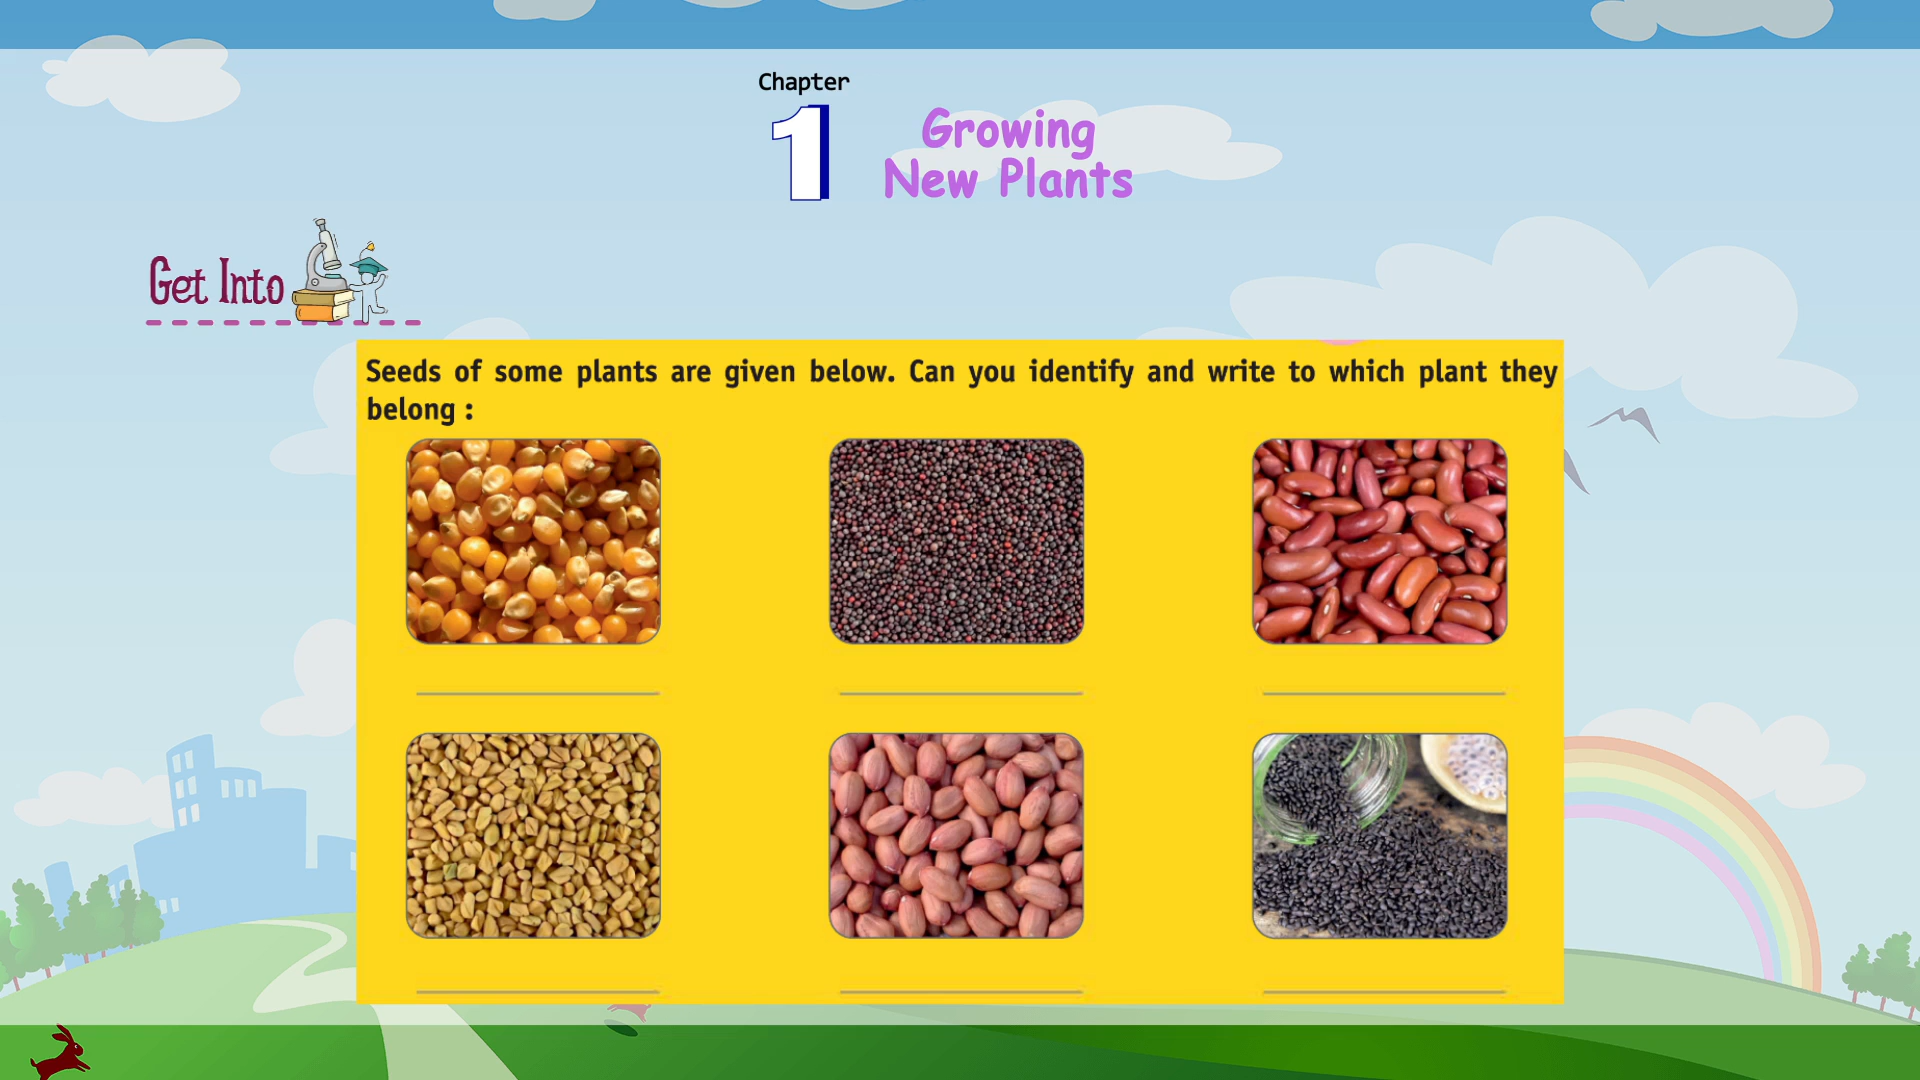 Chapter
1
Growing
New Plants
Get Into
Seeds of some plants are given below. Can you identify and write to which plant they
belong :